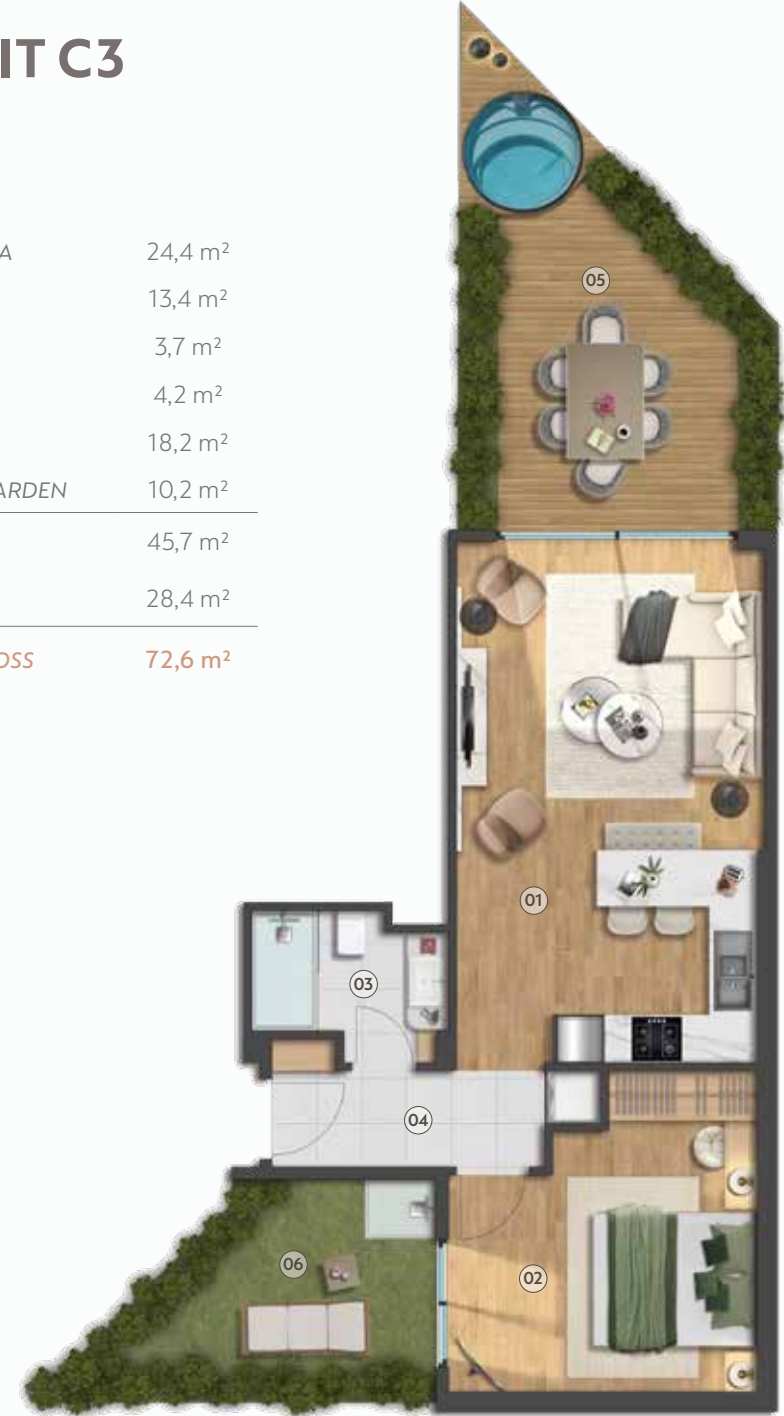 IT C3
A 24,4 m²
13,4 m²
3,7 m²
4,2 m²
18,2 m²
ARDEN 10,2 m²
45,7 m²
28,4 m²
OSS 72,6 m²
05
01
03
04
06
02